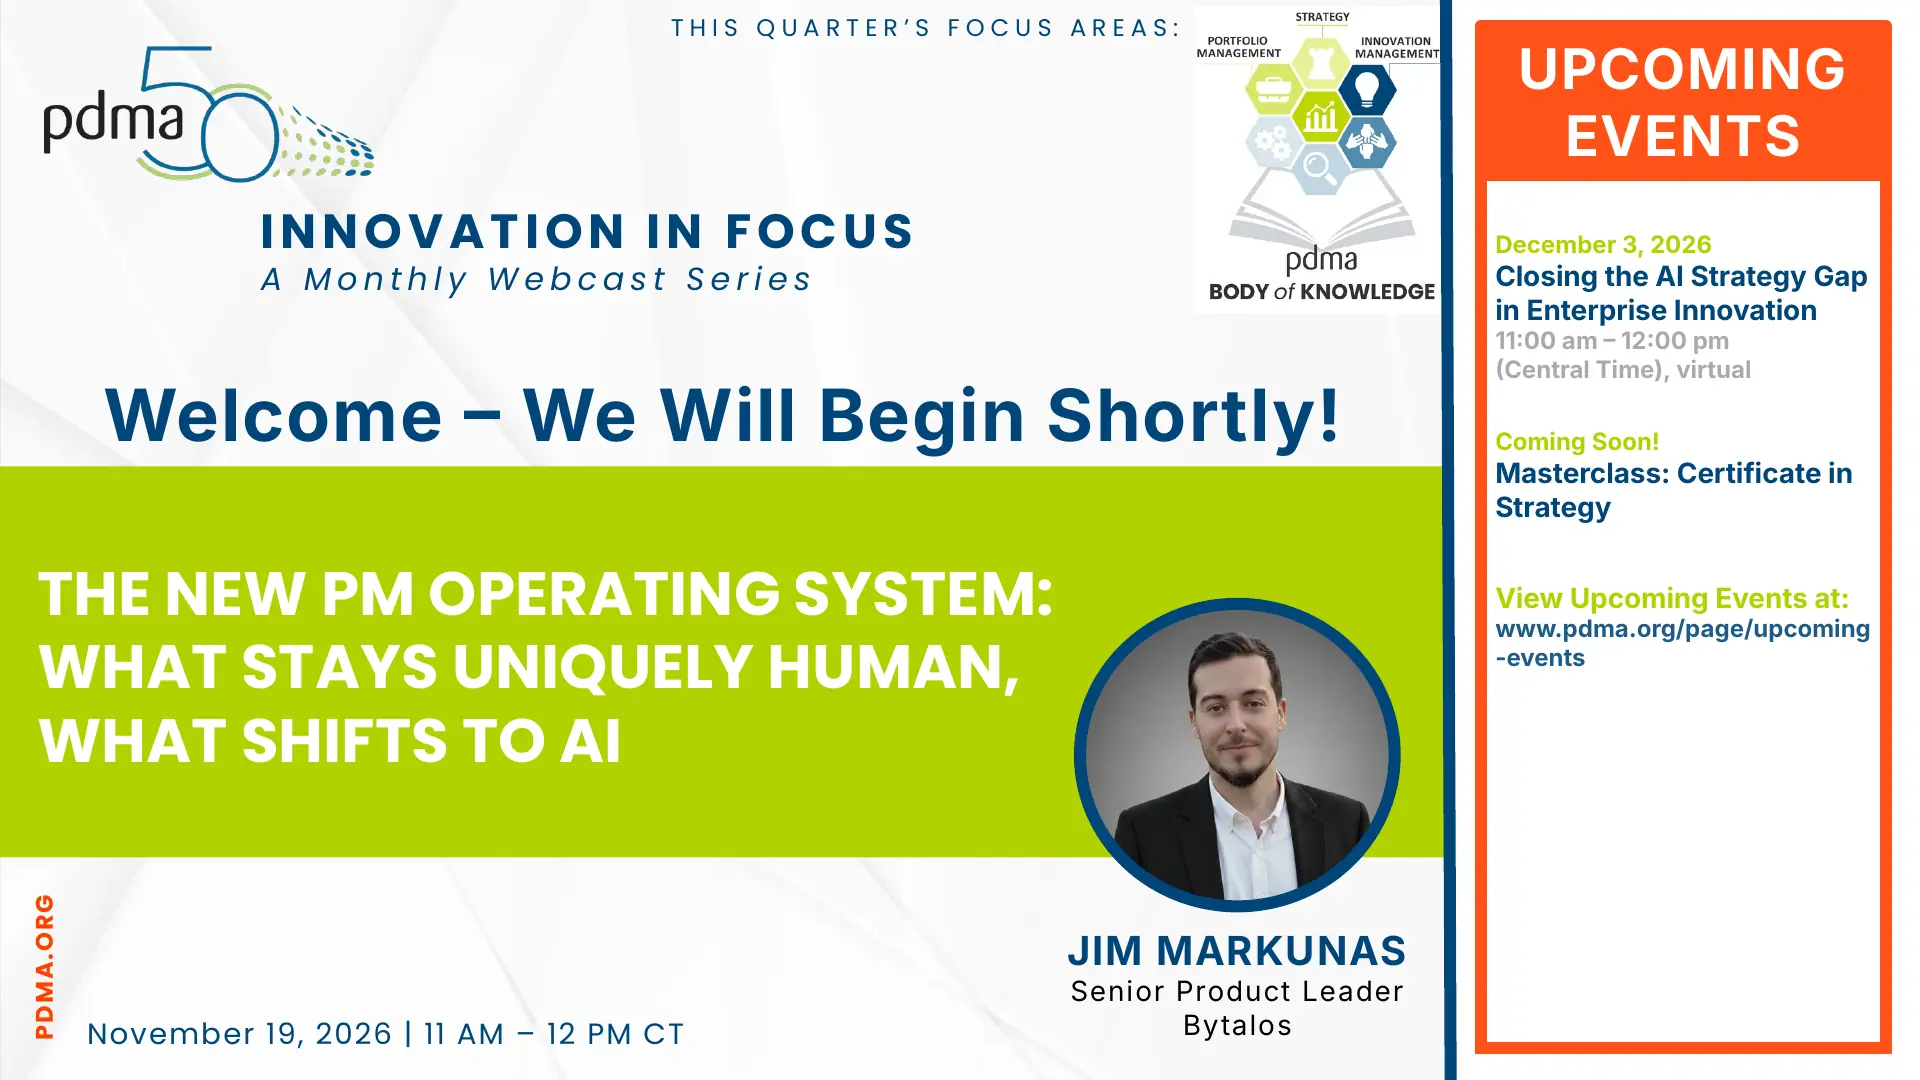 THIS QUARTER’S FOCUS AREAS:
STRATEGY
PORTFOLIO
MANAGEMENT
INNOVATION
MANAGEMENT
pdma
BODY of KNOWLEDGE
pdma 50
INNOVATION IN FOCUS
A Monthly Webcast Series
Welcome – We Will Begin Shortly!
THE NEW PM OPERATING SYSTEM:
WHAT STAYS UNIQUELY HUMAN,
WHAT SHIFTS TO AI
JIM MARKUNAS
Senior Product Leader
Bytalos
PDMA.ORG
November 19, 2026 | 11 AM – 12 PM CT
UPCOMING
EVENTS
December 3, 2026
Closing the AI Strategy Gap
in Enterprise Innovation
11:00 am – 12:00 pm
(Central Time), virtual
Coming Soon!
Masterclass: Certificate in
Strategy
View Upcoming Events at:
www.pdma.org/page/upcoming
-events